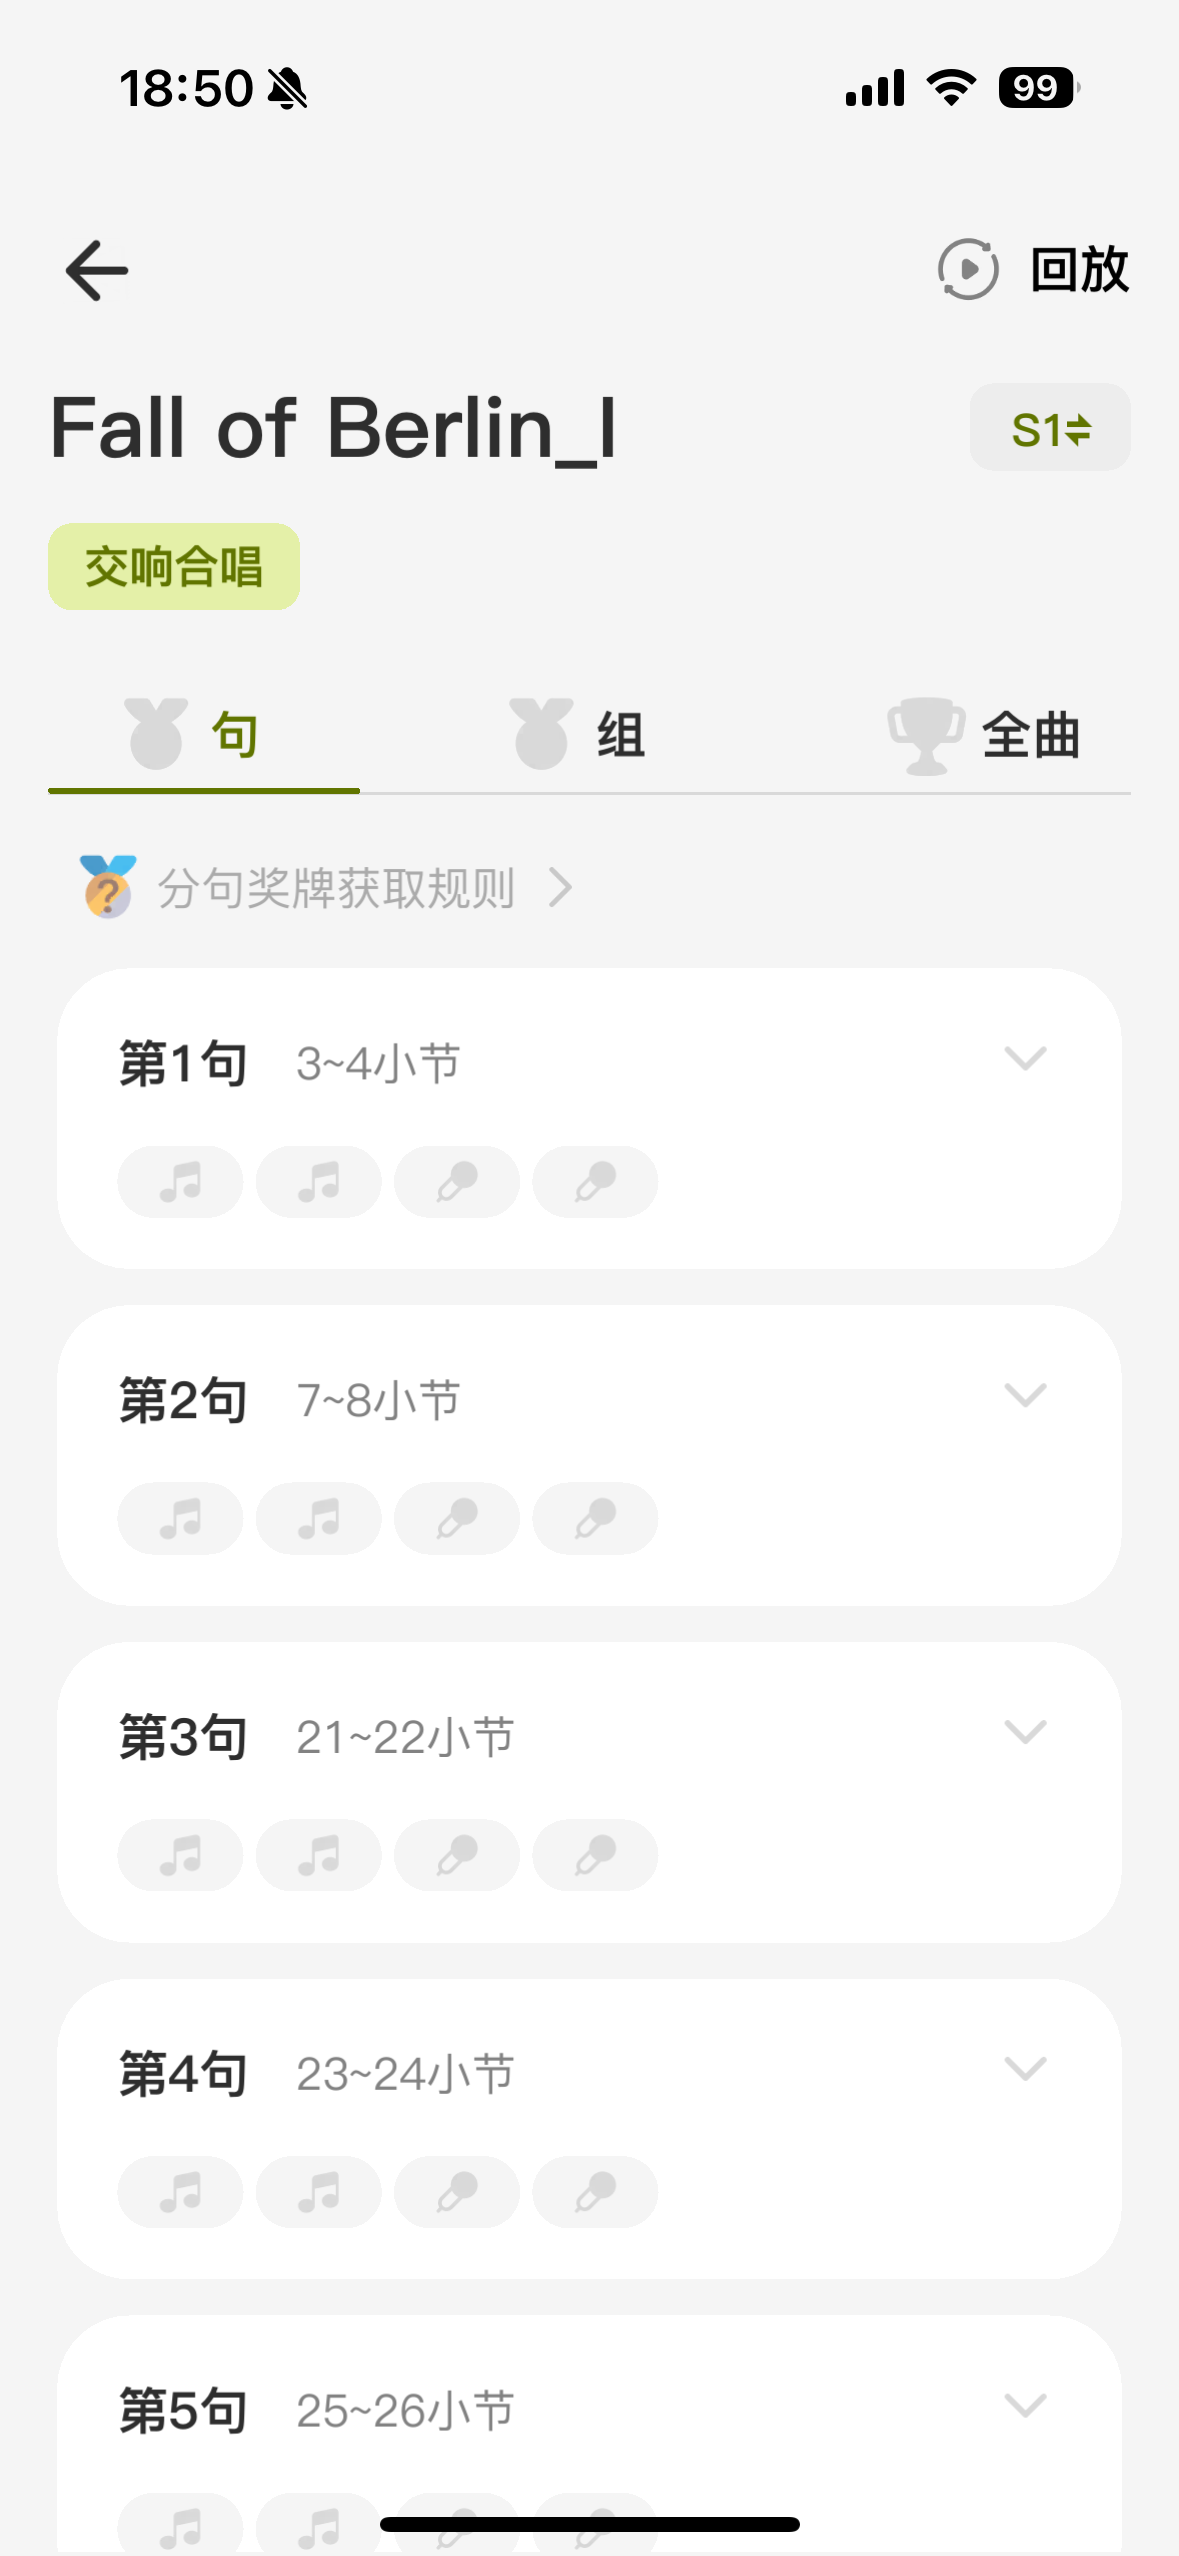 18:50
99
回放
Fall of Berlin_I
S1
交响合唱
句
组
全曲
分句奖牌获取规则
第1句 3~4小节
第2句 7~8小节
第3句 21~22小节
第4句 23~24小节
第5句 25~26小节